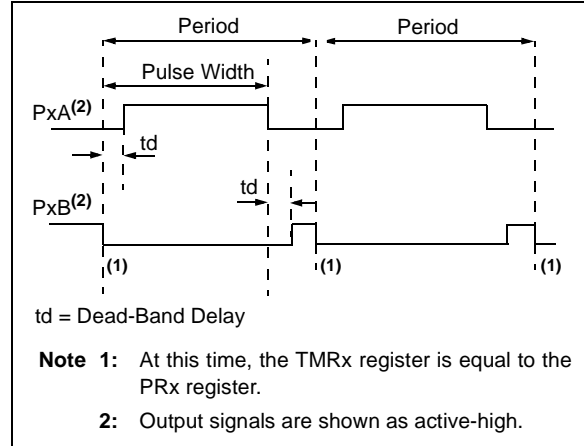 Period Period
Pulse Width
PxA(2)
td
td
PxB(2)
(1) (1) (1)
td = Dead-Band Delay
Note 1: At this time, the TMRx register is equal to the
PRx register.
2: Output signals are shown as active-high.